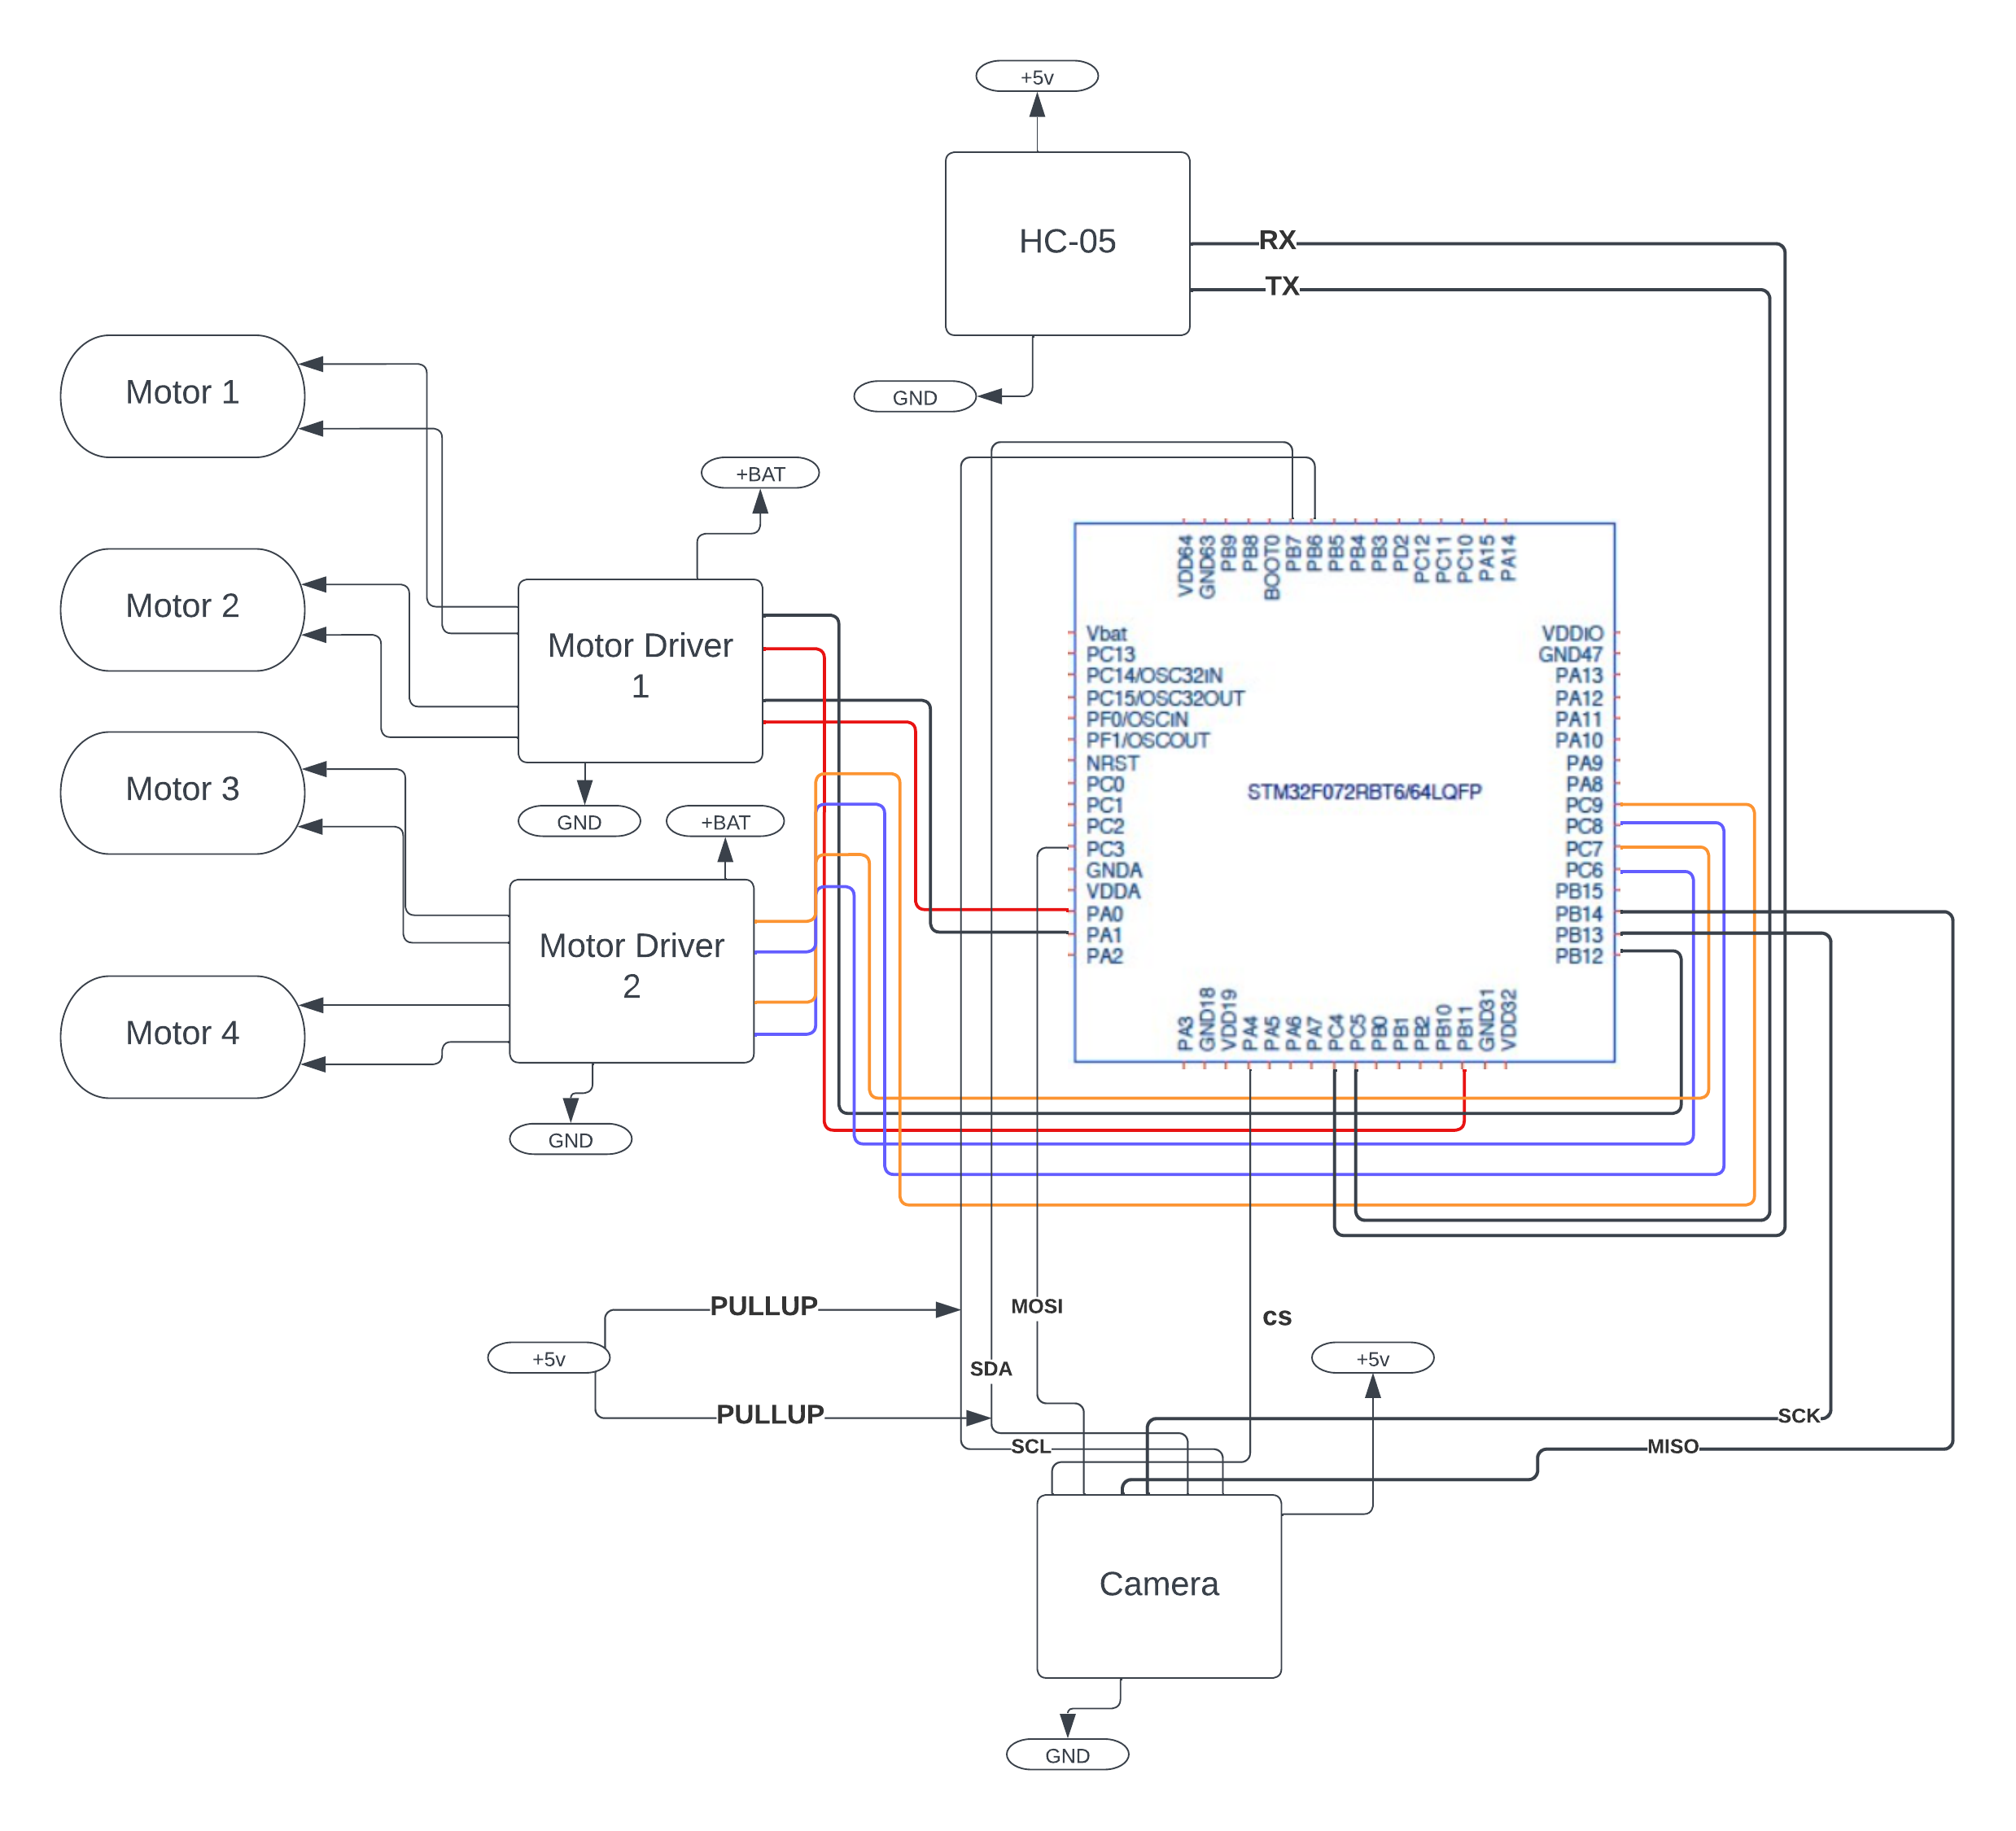 +5v
HC-05
RX
TX
GND
Motor 1
+BAT
Motor 2
Motor Driver
1
Motor 3
GND
+BAT
Motor Driver
2
Motor 4
GND
VDD64
GND63
PB9
PB8
BOOT0
PB7
PB6
PB5
PB4
PB3
PD2
PC12
PC11
PC10
PA15
PA14
Vbat
PC13
PC14/OSC32IN
PC15/OSC32OUT
PF0/OSCIN
PF1/OSCOUT
NRST
PC0
PC1
PC2
PC3
GNDA
VDDA
PA0
PA1
PA2
STM32F072RBT6/64LQFP
VDDIO
GND47
PA13
PA12
PA11
PA10
PA9
PA8
PC9
PC8
PC7
PC6
PB15
PB14
PB13
PB12
PA3
GND18
VDD19
PA4
PA5
PA6
PA7
PC4
PC5
PB0
PB1
PB2
PB10
PB11
GND31
VDD32
PULLUP
MOSI
cs
+5v
SDA
+5v
PULLUP
SCK
SCL
MISO
Camera
GND